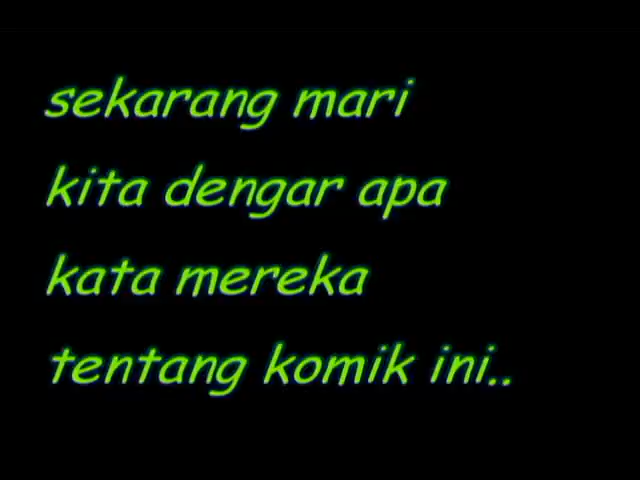 sekarang mari
kita dengar apa
kata mereka
tentang komik ini..